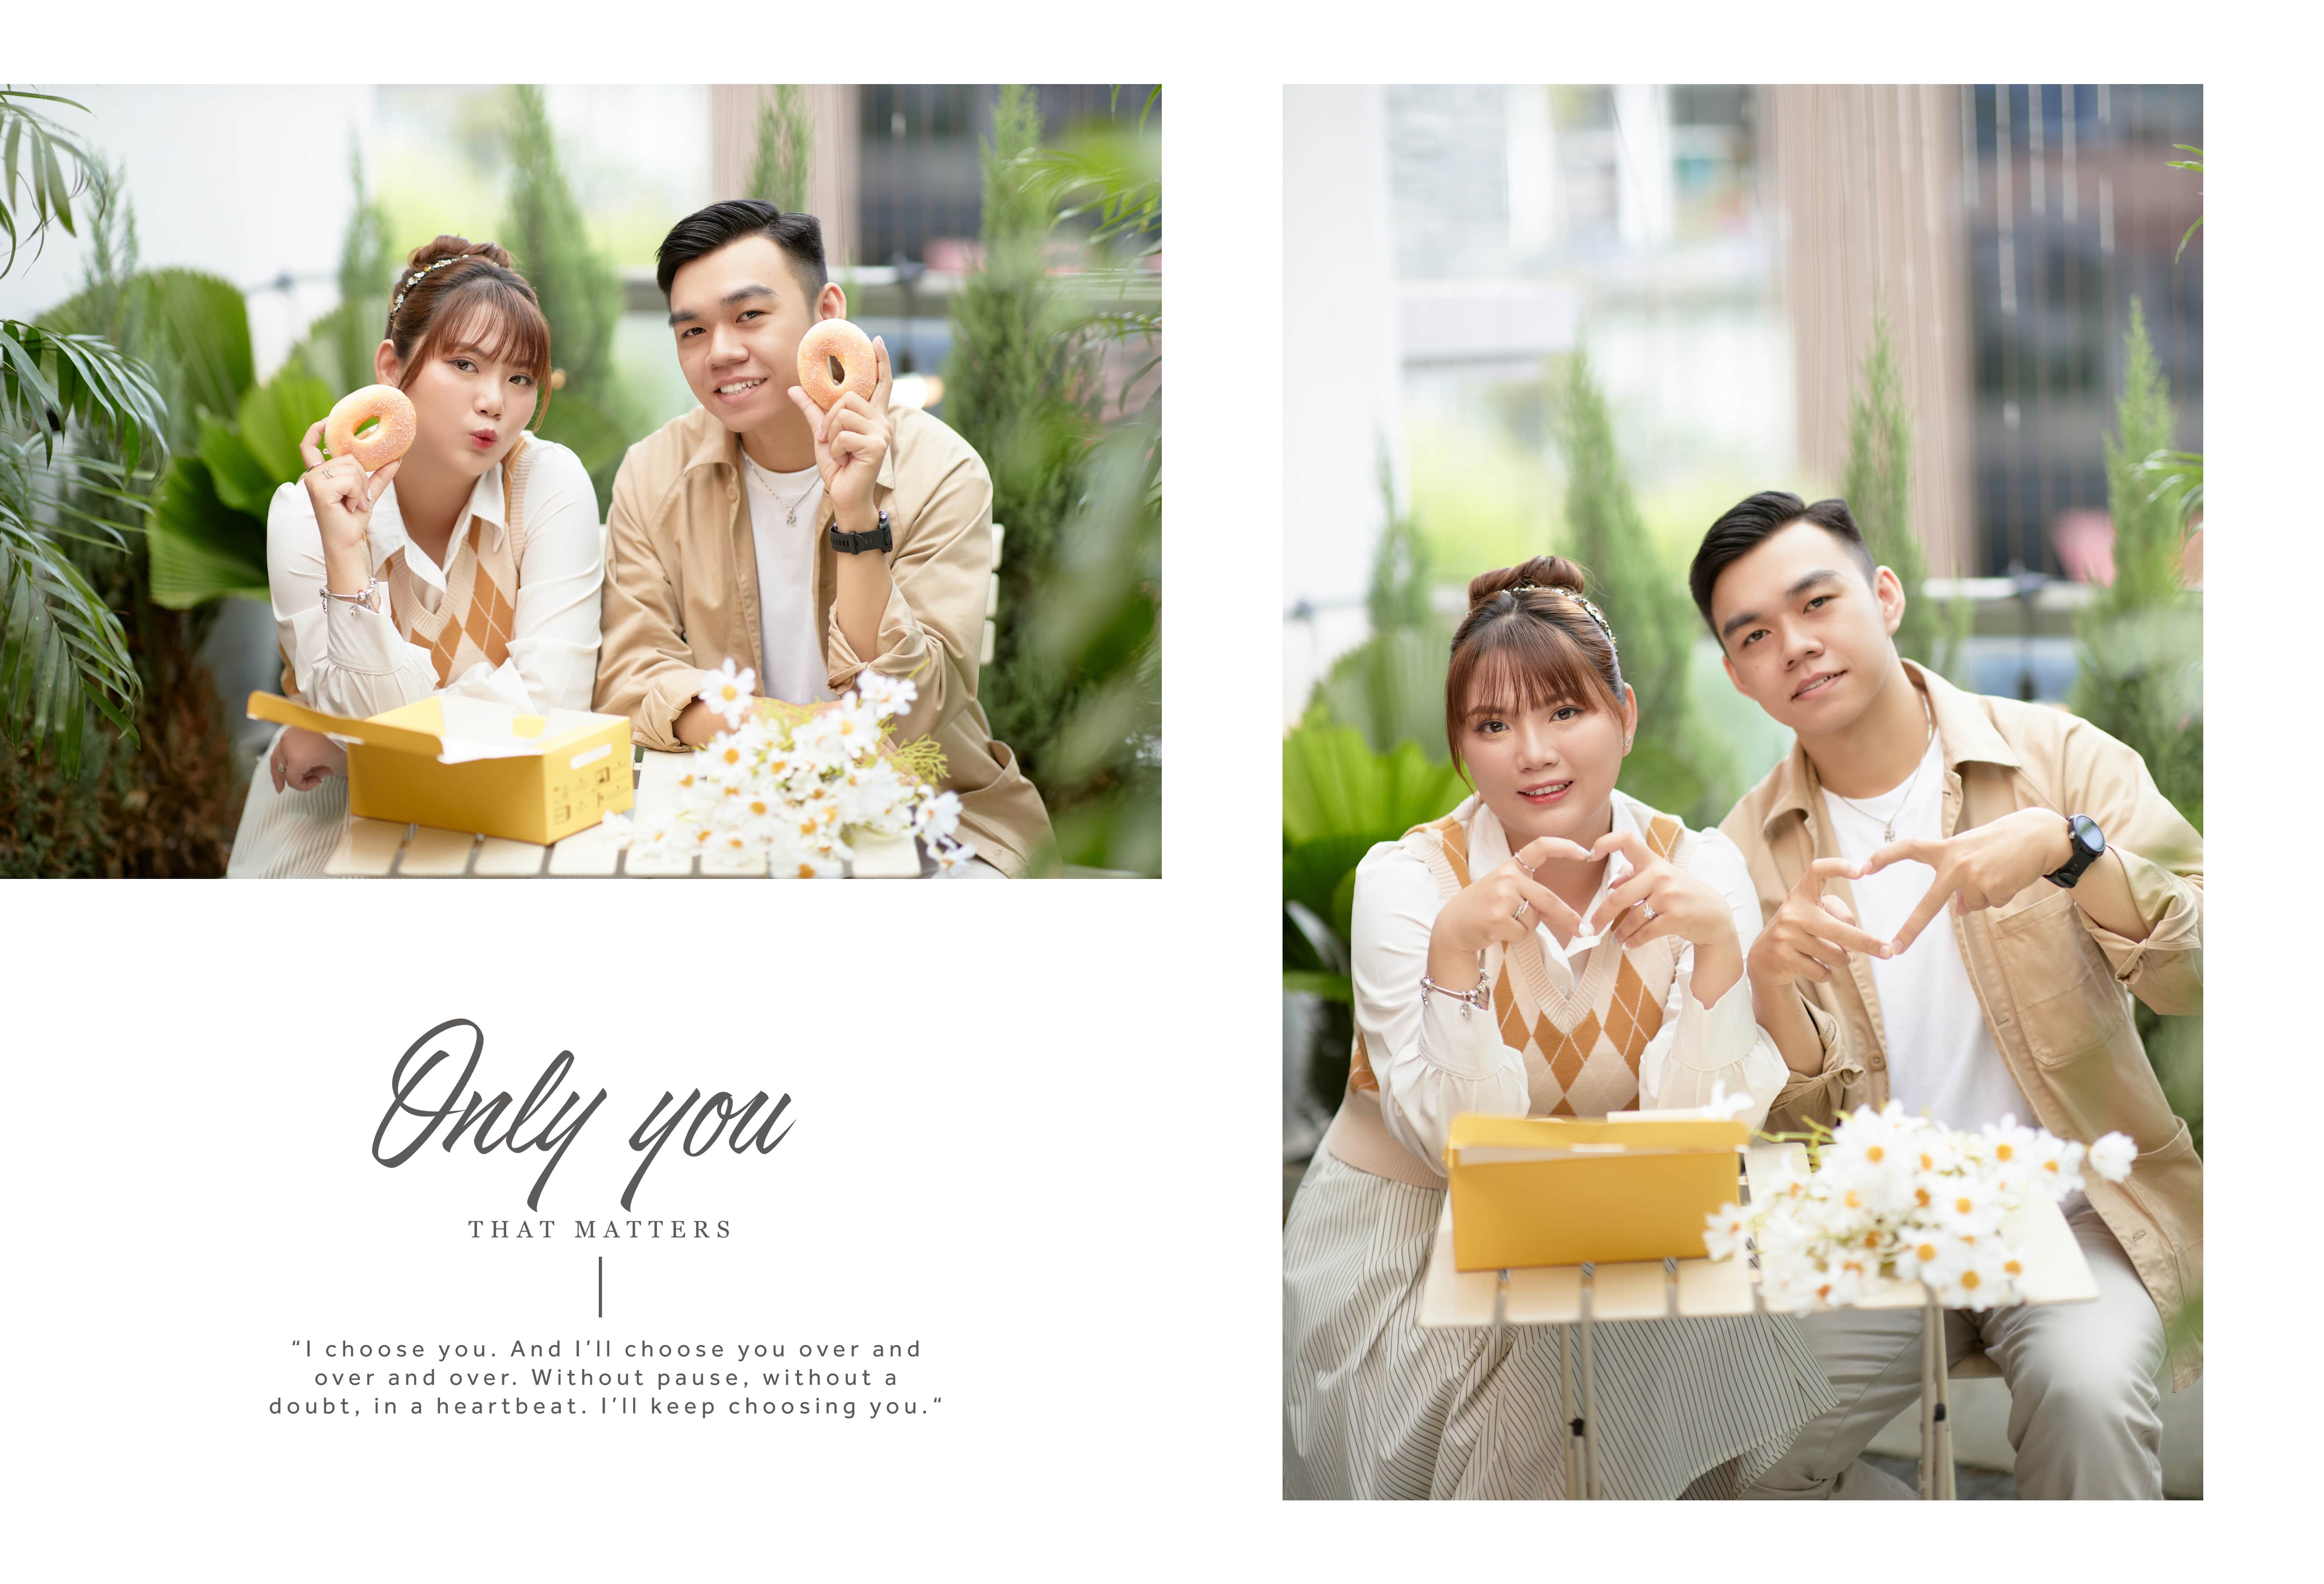 Only you
THAT MATTERS
“I choose you. And I’ll choose you over and
over and over. Without pause, without a
doubt, in a heartbeat. I’ll keep choosing you.“